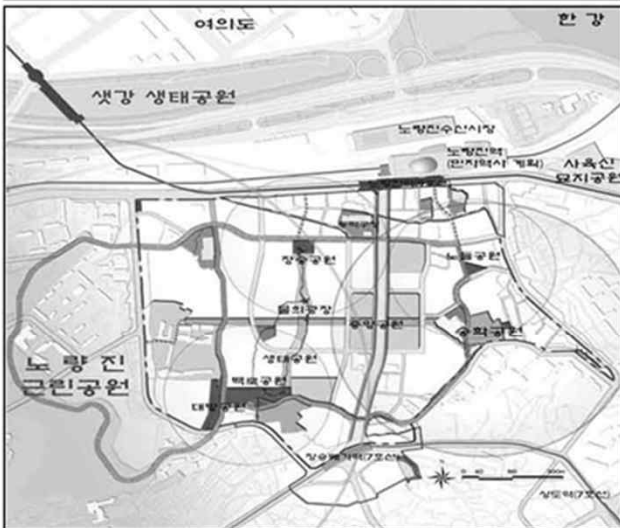 여의도
한 강
샛강 생태공원
노량진수산시장
노량진역
(민자역사 계획)
사육신
묘지공원
장승공원
노들공원
물의광장
중앙공원
송학공원
생태공원
노 량 진
근린공원
백로공원
대방공원
장승배기역(7호선)
상도역(7호선)